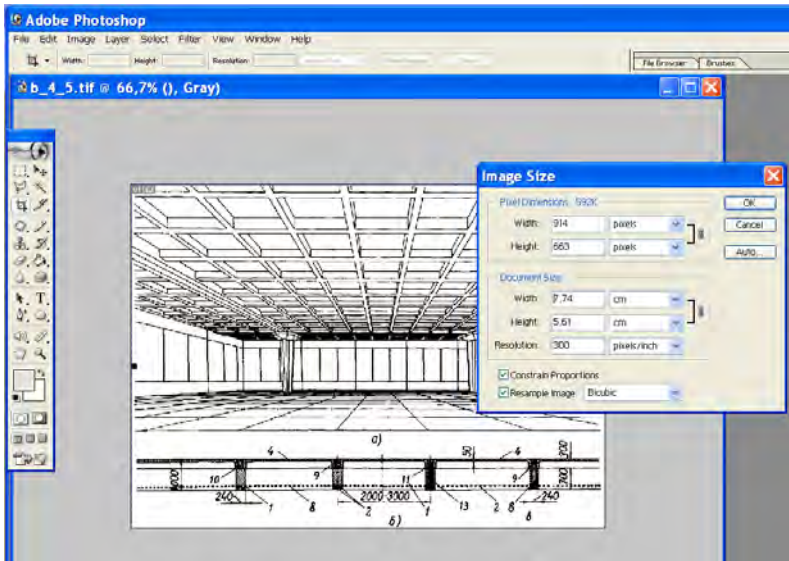 Adobe Photoshop
File Edit Image Layer Select Filter View Window Help
Width: Height: Resolution:
File Browser Brushes
b_4_5.tif @ 66,7% (), Gray)
Image Size
Pixel Dimensions: 592K
Width: 914 pixels
Height: 663 pixels
Document Size:
Width: 7,74 cm
Height: 5,61 cm
Resolution: 300 pixels/inch
Constrain Proportions
Resample Image: Bicubic
OK
Cancel
Auto...
а)
4 50 4 200
10 9 11 9 700
240 1 8 2 2000-3000 1 13 2 8 240
б) в